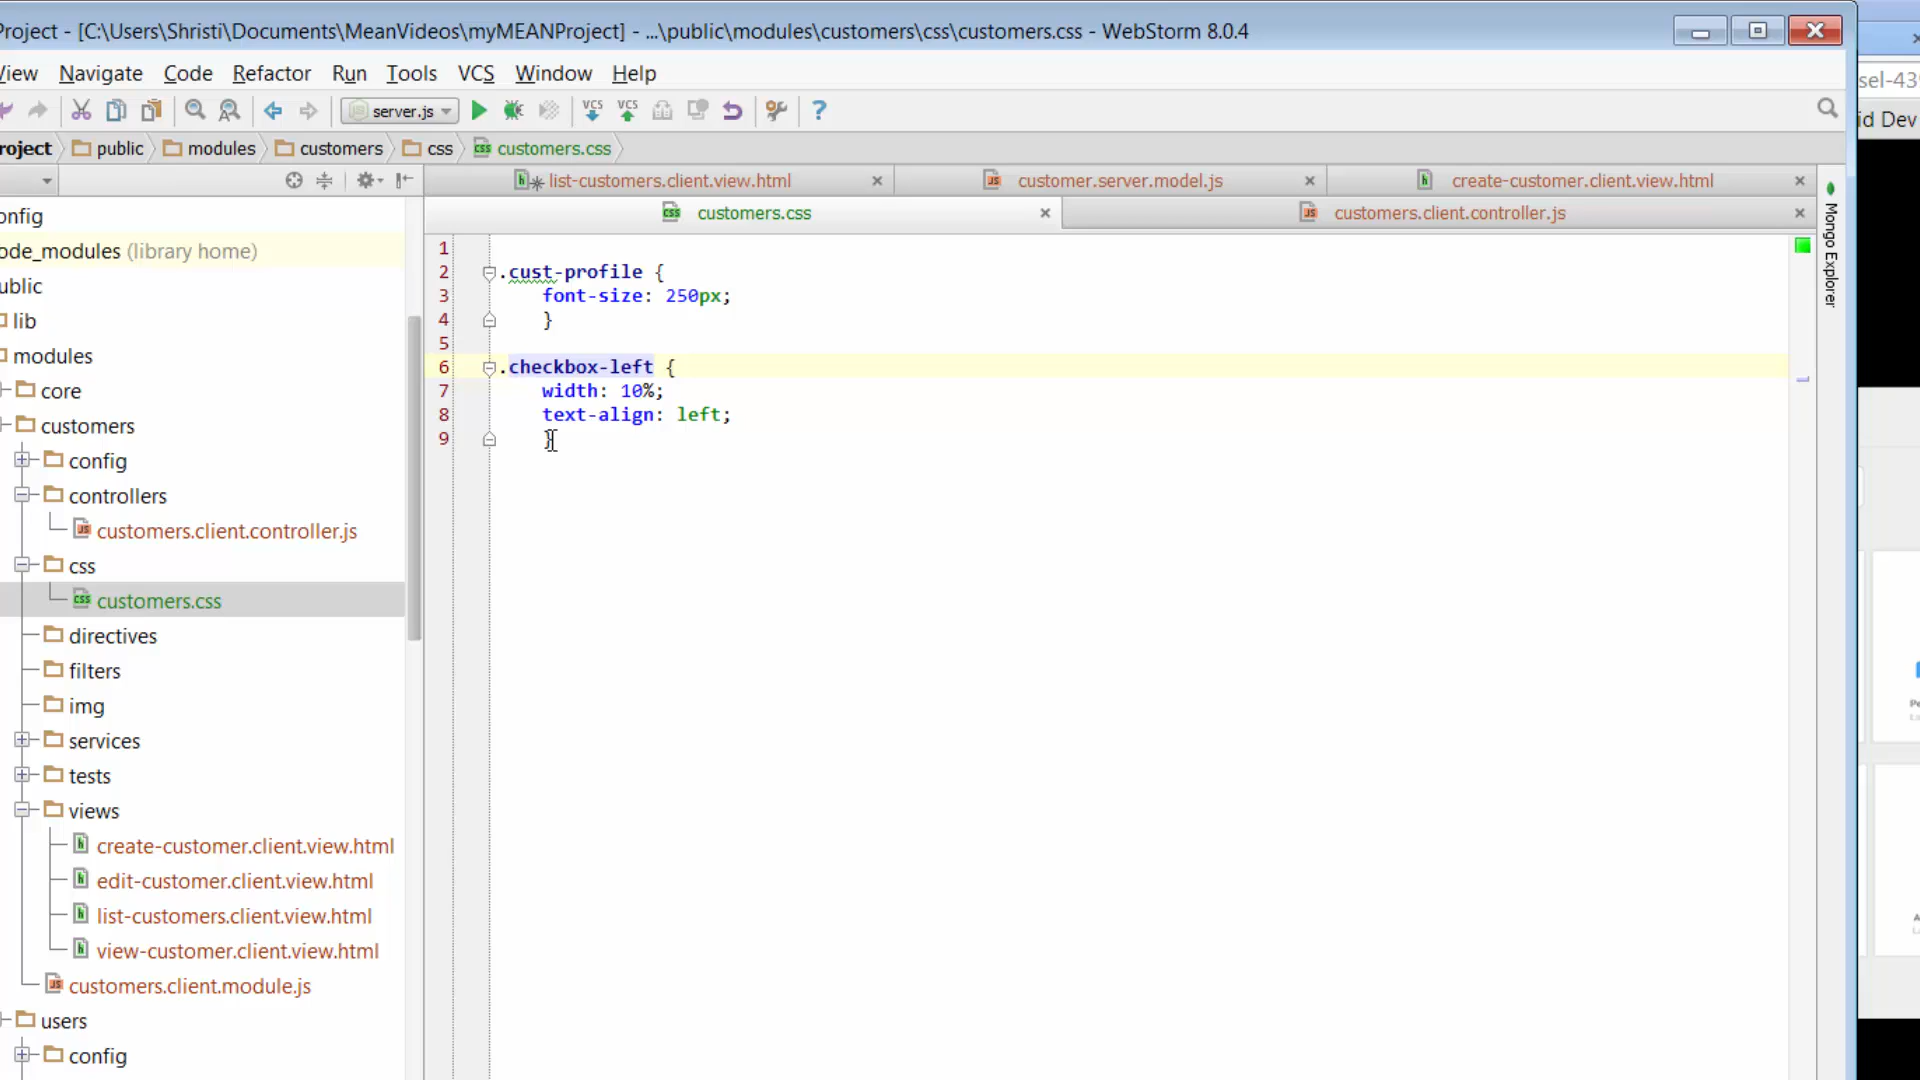 Project - [C:\Users\Shristi\Documents\MeanVideos\myMEANProject] - ...\public\modules\customers\css\customers.css - WebStorm 8.0.4
View Navigate Code Refactor Run Tools VCS Window Help
server.js
VCS VCS ?
roject public modules customers css customers.css
list-customers.client.view.html customer.server.model.js create-customer.client.view.html
customers.css customers.client.controller.js
onfig
ode_modules (library home)
ublic
lib
modules
core
customers
config
controllers
customers.client.controller.js
css
customers.css
directives
filters
img
services
tests
views
create-customer.client.view.html
edit-customer.client.view.html
list-customers.client.view.html
view-customer.client.view.html
customers.client.module.js
users
config
1
2 .cust-profile {
3 font-size: 250px;
4 }
5
6 .checkbox-left {
7 width: 10%;
8 text-align: left;
9 }
Mongo Explorer
sel-439
id Dev